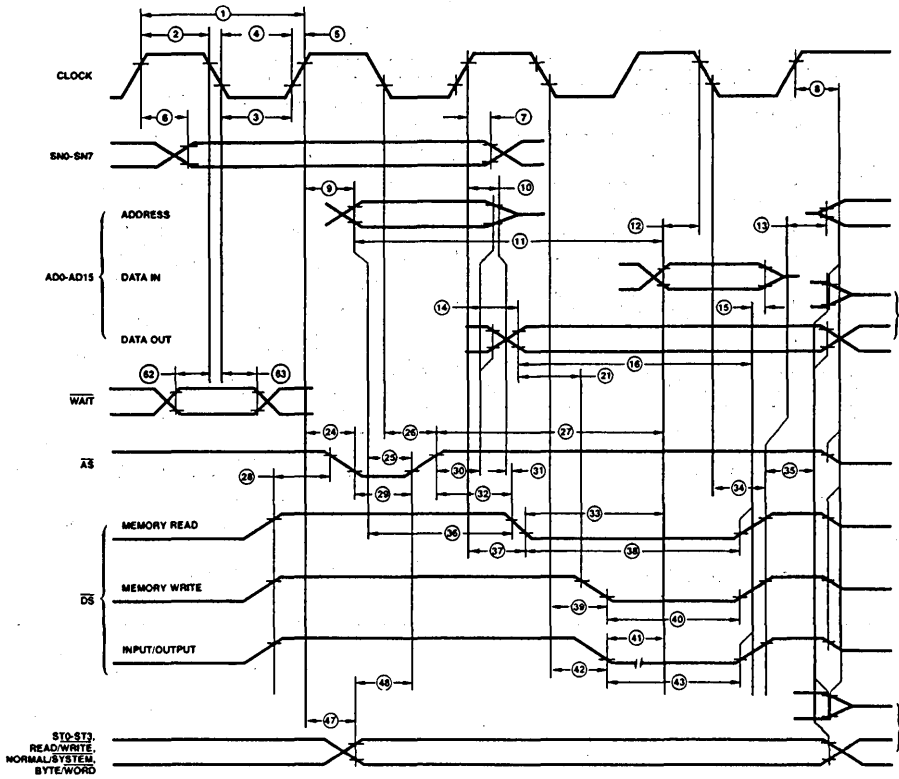 1
2 4 5
CLOCK
6 3 7 8
SN0-SN7
9 10
ADDRESS
11 12 13
AD0-AD15 DATA IN
14 15
DATA OUT
16
21
62 63
WAIT
24 26 27
AS
25 30 31 34 35
28 29 32
MEMORY READ
33
36 37 38
MEMORY WRITE
DS
39 40
INPUT/OUTPUT
41
42 43
48
47
ST0-ST3,
READ/WRITE,
NORMAL/SYSTEM,
BYTE/WORD